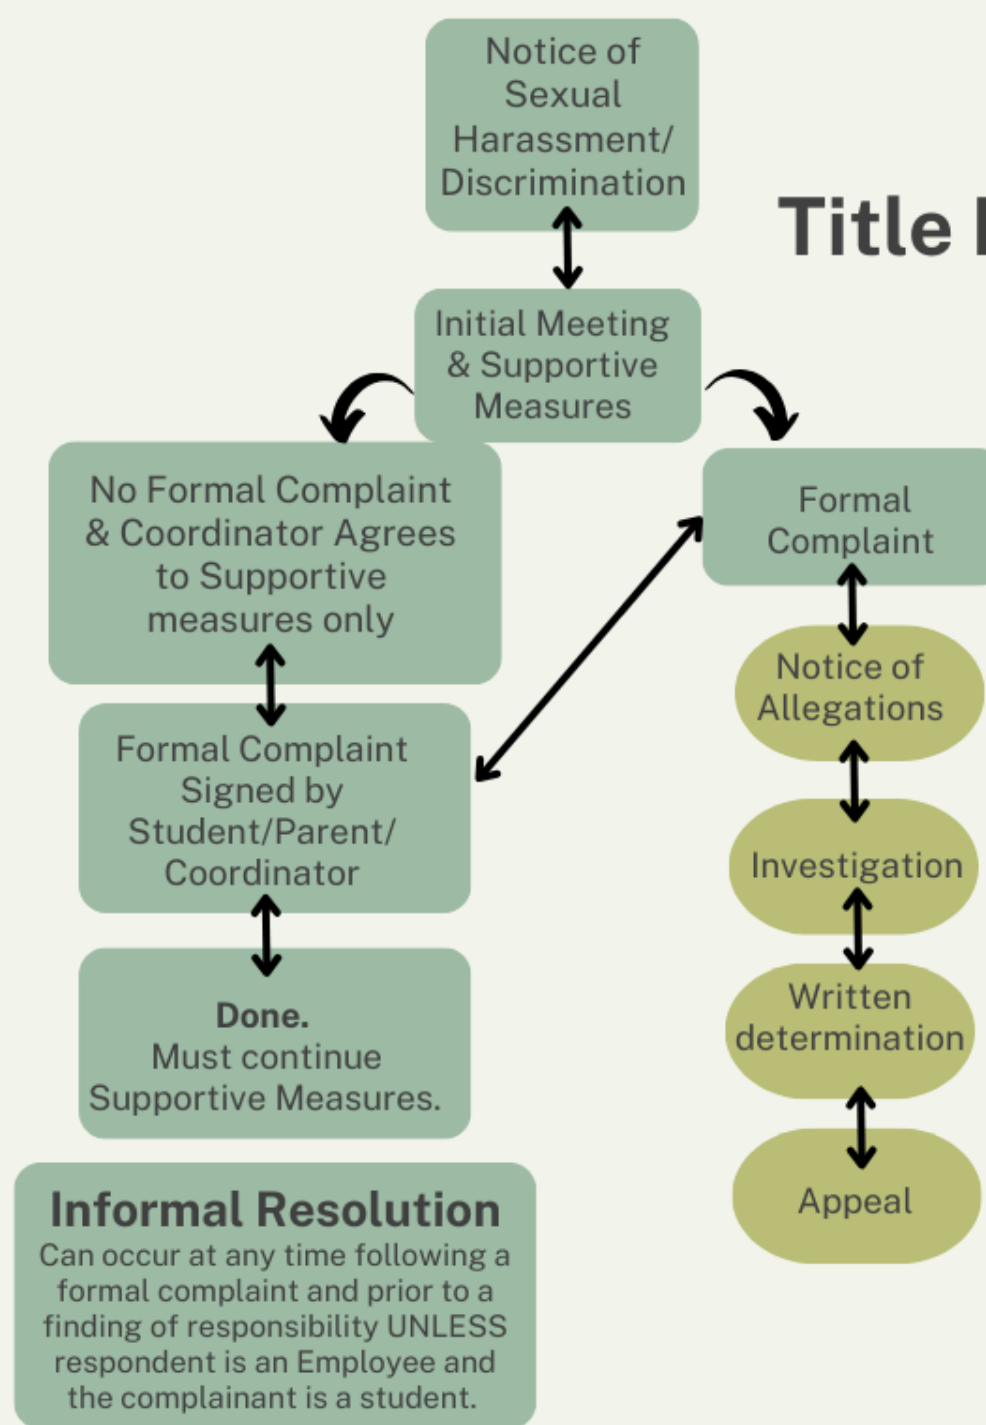 Notice of
Sexual
Harassment/
Discrimination
Title
Initial Meeting
& Supportive
Measures
No Formal Complaint
& Coordinator Agrees
to Supportive
measures only
Formal
Complaint
Notice of
Allegations
Formal Complaint
Signed by
Student/Parent/
Coordinator
Investigation
Written
determination
Done.
Must continue
Supportive Measures.
Appeal
Informal Resolution
Can occur at any time following a
formal complaint and prior to a
finding of responsibility UNLESS
respondent is an Employee and
the complainant is a student.